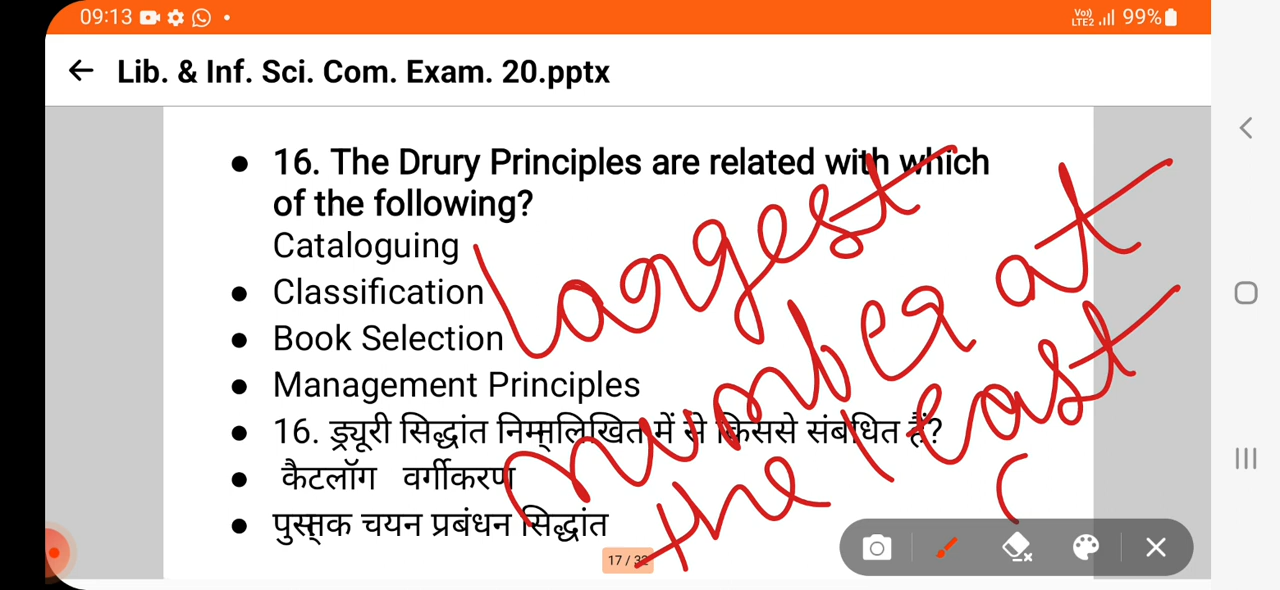 09:13 Vo)) LTE2 99%
← Lib. & Inf. Sci. Com. Exam. 20.pptx
● 16. The Drury Principles are related with which
of the following?
Cataloguing
● Classification
● Book Selection
● Management Principles
● 16. ड्र्यूरी सिद्धांत निम्नलिखित में से किससे संबंधित हैं?
● कैटलॉग वर्गीकरण
● पुस्तक चयन प्रबंधन सिद्धांत
17 / 32
largest
number at
the least
(